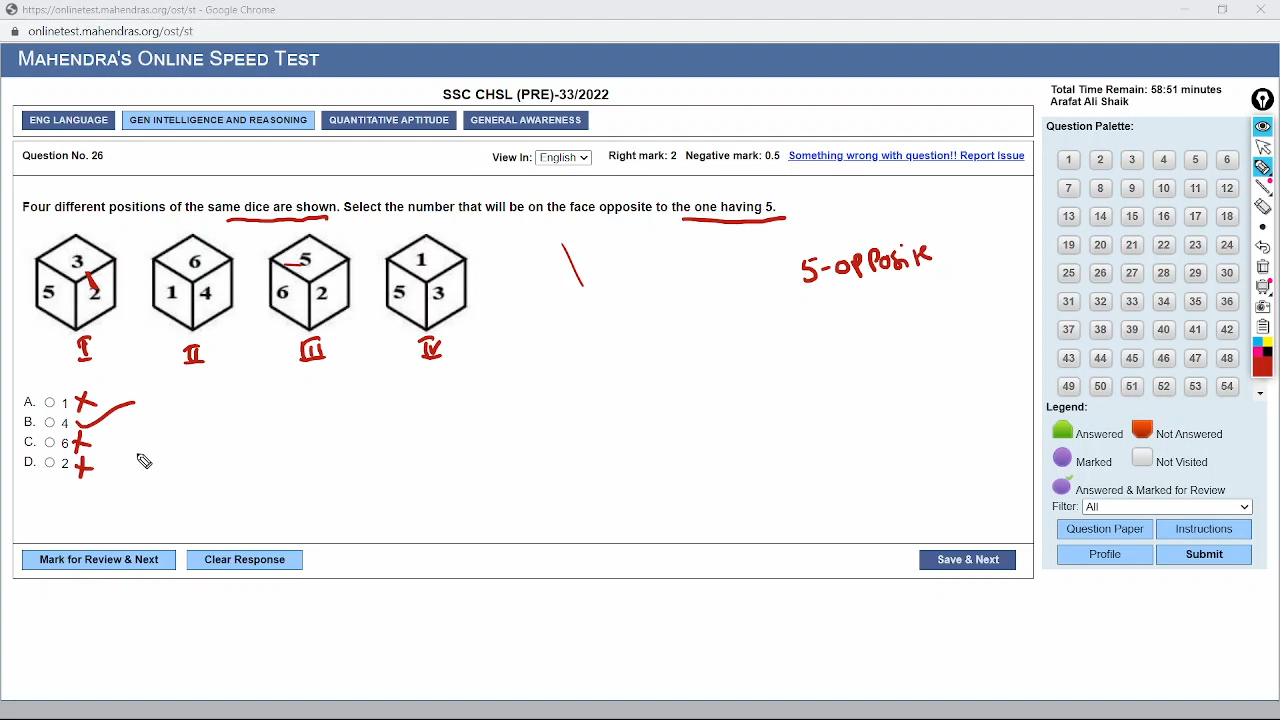 https://onlinetest.mahendras.org/ost/st - Google Chrome
onlinetest.mahendras.org/ost/st
MAHENDRA'S ONLINE SPEED TEST
SSC CHSL (PRE)-33/2022
ENG LANGUAGE GEN INTELLIGENCE AND REASONING QUANTITATIVE APTITUDE GENERAL AWARENESS
Question No. 26 View In: English Right mark: 2 Negative mark: 0.5 Something wrong with question!! Report Issue
Four different positions of the same dice are shown. Select the number that will be on the face opposite to the one having 5.
3 6 5 1
5 2 1 4 6 2 5 3
I II III IV
5-opposite
A. 1
B. 4
C. 6
D. 2
Mark for Review & Next Clear Response Save & Next
Total Time Remain: 58:51 minutes
Arafat Ali Shaik
Question Palette:
1 2 3 4 5 6
7 8 9 10 11 12
13 14 15 16 17 18
19 20 21 22 23 24
25 26 27 28 29 30
31 32 33 34 35 36
37 38 39 40 41 42
43 44 45 46 47 48
49 50 51 52 53 54
Legend:
Answered Not Answered
Marked Not Visited
Answered & Marked for Review
Filter: All
Question Paper Instructions
Profile Submit